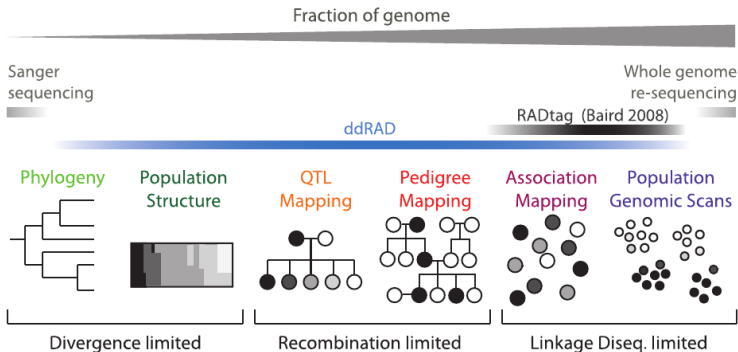 Fraction of genome
Sanger
sequencing
Whole genome
re-sequencing
RADtag (Baird 2008)
ddRAD
Phylogeny
Population
Structure
QTL
Mapping
Pedigree
Mapping
Association
Mapping
Population
Genomic Scans
Divergence limited
Recombination limited
Linkage Diseq. limited